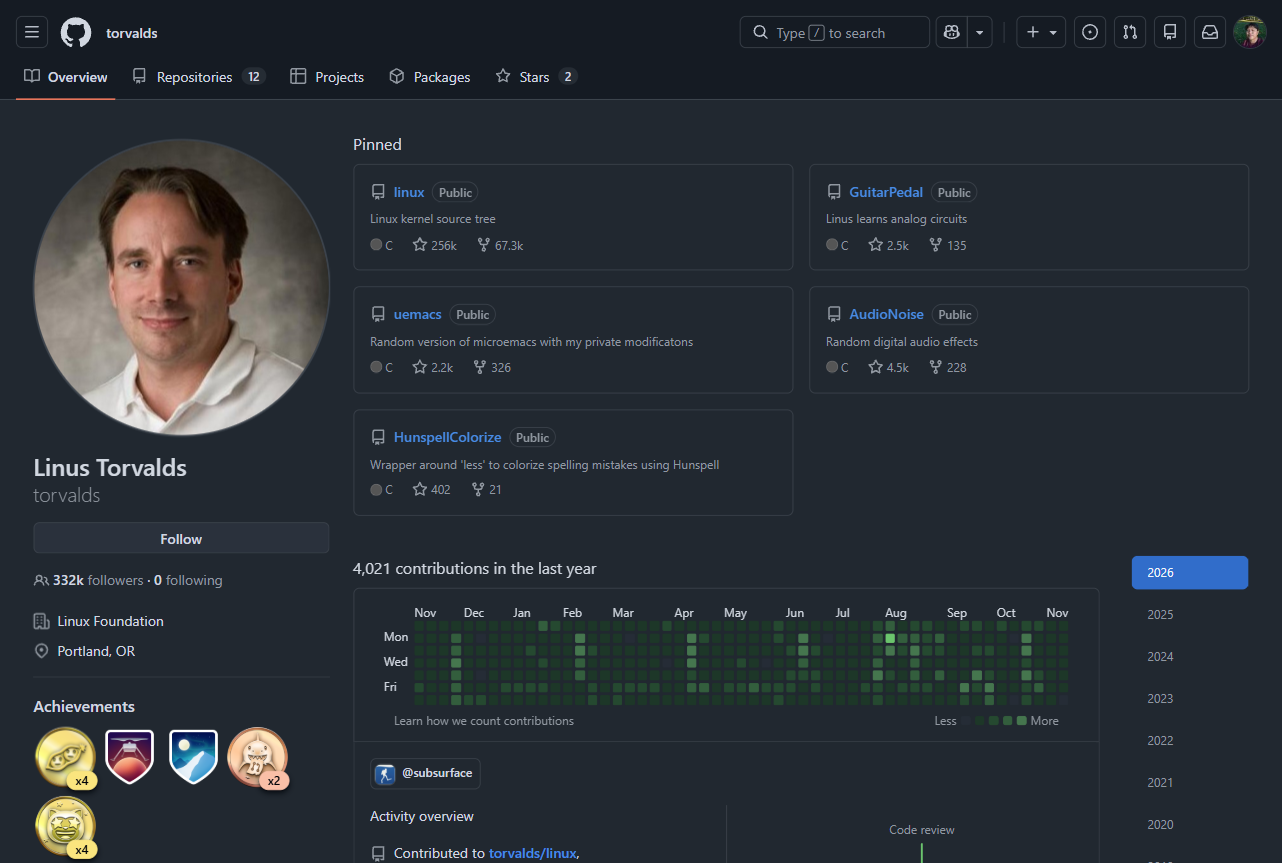 torvalds
Type / to search
Overview
Repositories 12
Projects
Packages
Stars 2
Linus Torvalds
torvalds
Follow
332k followers · 0 following
Linux Foundation
Portland, OR
Achievements
x4
x2
x4
Pinned
linux Public
Linux kernel source tree
C 256k 67.3k
GuitarPedal Public
Linus learns analog circuits
C 2.5k 135
uemacs Public
Random version of microemacs with my private modificatons
C 2.2k 326
AudioNoise Public
Random digital audio effects
C 4.5k 228
HunspellColorize Public
Wrapper around 'less' to colorize spelling mistakes using Hunspell
C 402 21
4,021 contributions in the last year
Nov Dec Jan Feb Mar Apr May Jun Jul Aug Sep Oct Nov
Mon
Wed
Fri
Learn how we count contributions
Less More
@subsurface
Activity overview
Contributed to torvalds/linux,
Code review
2026
2025
2024
2023
2022
2021
2020